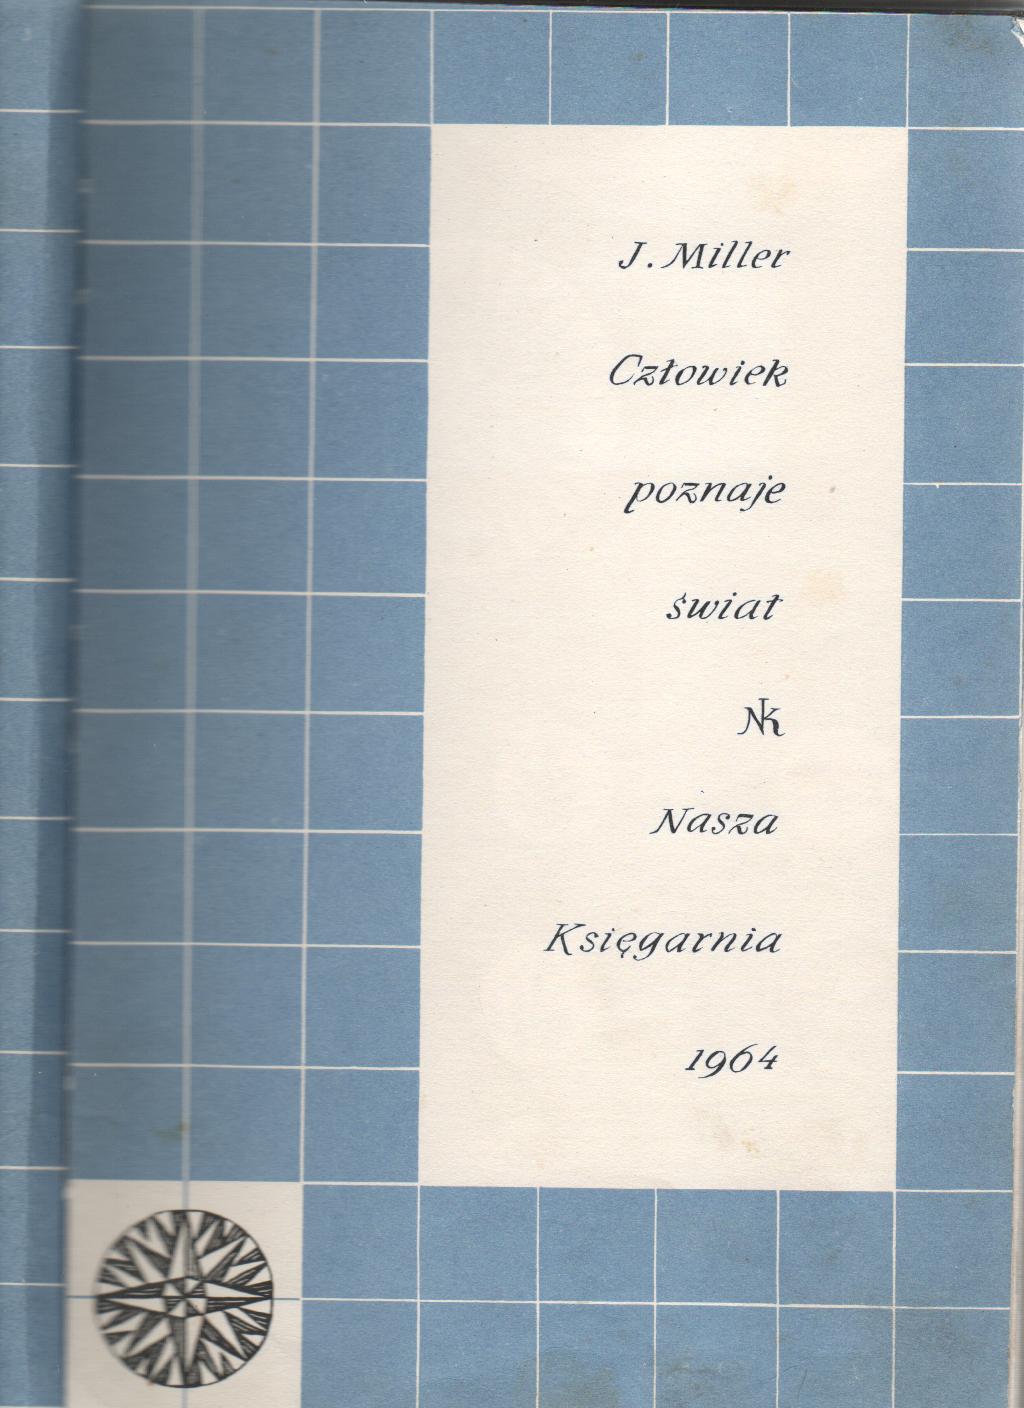 J. Miller
Człowiek
poznaje
świat
NK
Nasza
Księgarnia
1964